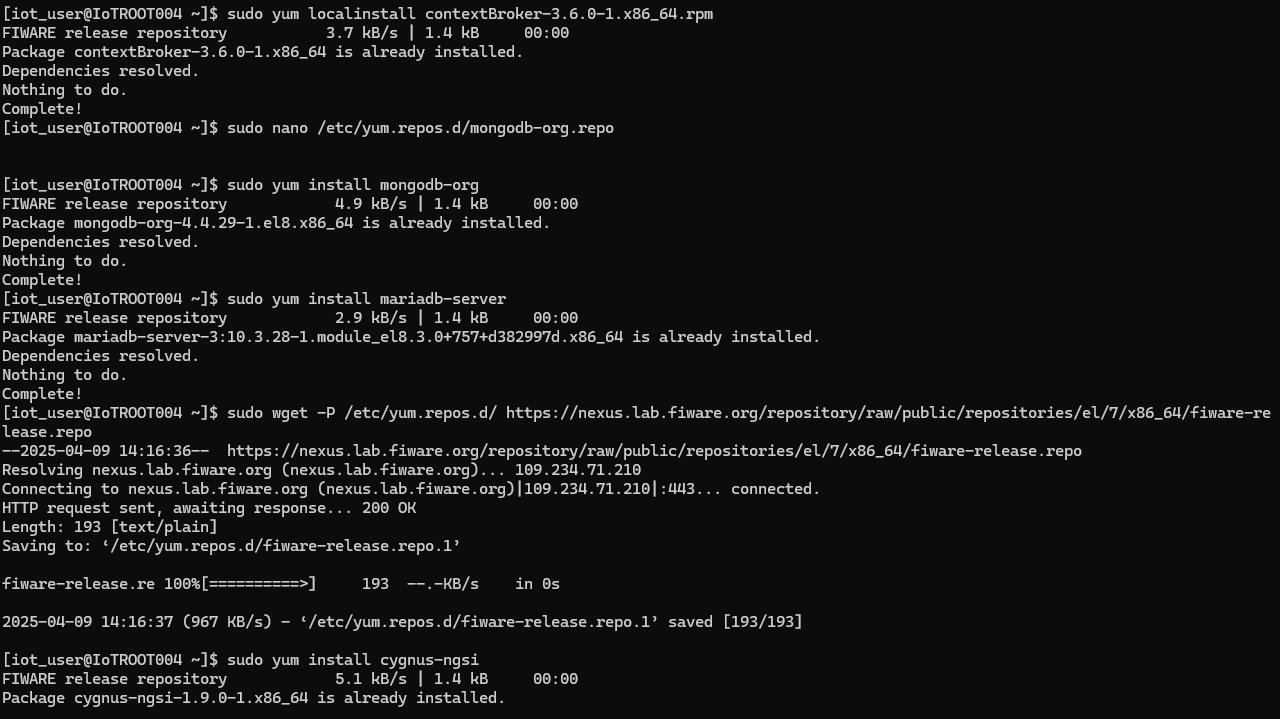 [iot_user@IoTROOT004 ~]$ sudo yum localinstall contextBroker-3.6.0-1.x86_64.rpm
FIWARE release repository           3.7 kB/s | 1.4 kB     00:00
Package contextBroker-3.6.0-1.x86_64 is already installed.
Dependencies resolved.
Nothing to do.
Complete!
[iot_user@IoTROOT004 ~]$ sudo nano /etc/yum.repos.d/mongodb-org.repo
[iot_user@IoTROOT004 ~]$ sudo yum install mongodb-org
FIWARE release repository            4.9 kB/s | 1.4 kB     00:00
Package mongodb-org-4.4.29-1.el8.x86_64 is already installed.
Dependencies resolved.
Nothing to do.
Complete!
[iot_user@IoTROOT004 ~]$ sudo yum install mariadb-server
FIWARE release repository            2.9 kB/s | 1.4 kB     00:00
Package mariadb-server-3:10.3.28-1.module_el8.3.0+757+d382997d.x86_64 is already installed.
Dependencies resolved.
Nothing to do.
Complete!
[iot_user@IoTROOT004 ~]$ sudo wget -P /etc/yum.repos.d/ https://nexus.lab.fiware.org/repository/raw/public/repositories/el/7/x86_64/fiware-re
lease.repo
--2025-04-09 14:16:36--  https://nexus.lab.fiware.org/repository/raw/public/repositories/el/7/x86_64/fiware-release.repo
Resolving nexus.lab.fiware.org (nexus.lab.fiware.org)... 109.234.71.210
Connecting to nexus.lab.fiware.org (nexus.lab.fiware.org)|109.234.71.210|:443... connected.
HTTP request sent, awaiting response... 200 OK
Length: 193 [text/plain]
Saving to: ‘/etc/yum.repos.d/fiware-release.repo.1’
fiware-release.re 100%[==========>]     193  --.-KB/s    in 0s
2025-04-09 14:16:37 (967 KB/s) - ‘/etc/yum.repos.d/fiware-release.repo.1’ saved [193/193]
[iot_user@IoTROOT004 ~]$ sudo yum install cygnus-ngsi
FIWARE release repository            5.1 kB/s | 1.4 kB     00:00
Package cygnus-ngsi-1.9.0-1.x86_64 is already installed.